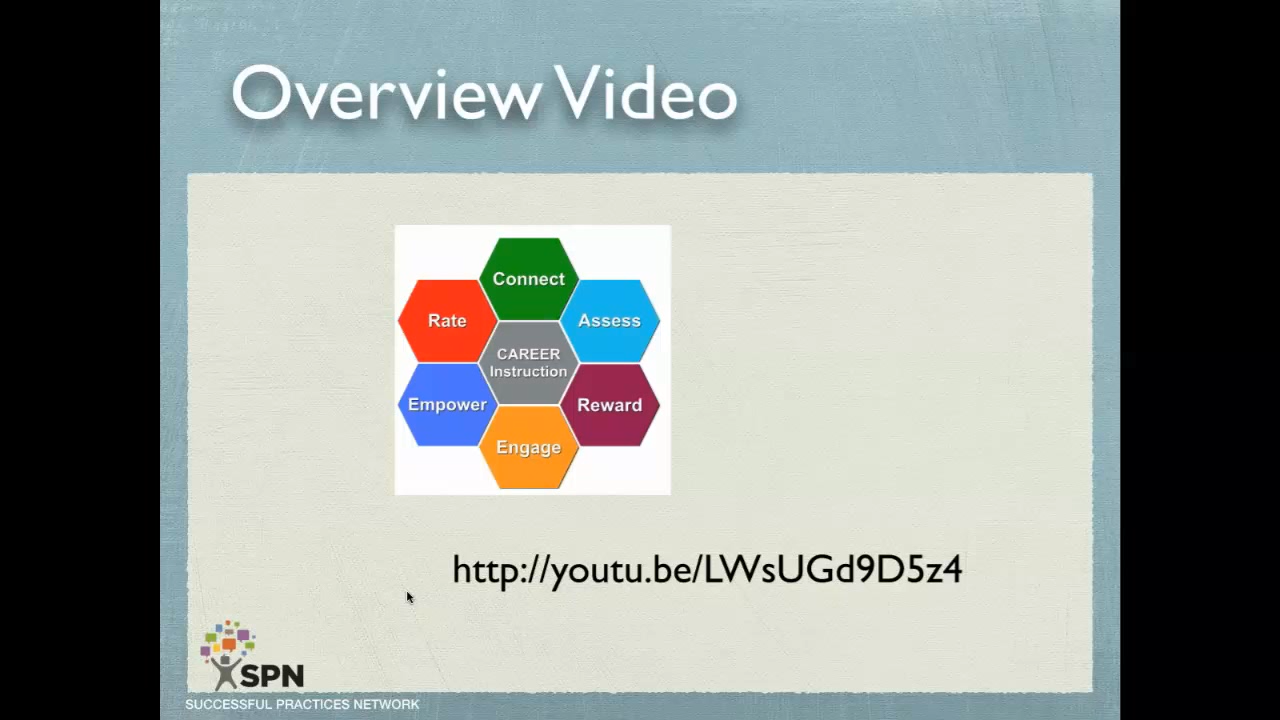 Overview Video
Connect
Rate
Assess
CAREER
Instruction
Empower
Reward
Engage
http://youtu.be/LWsUGd9D5z4
SPN
SUCCESSFUL PRACTICES NETWORK